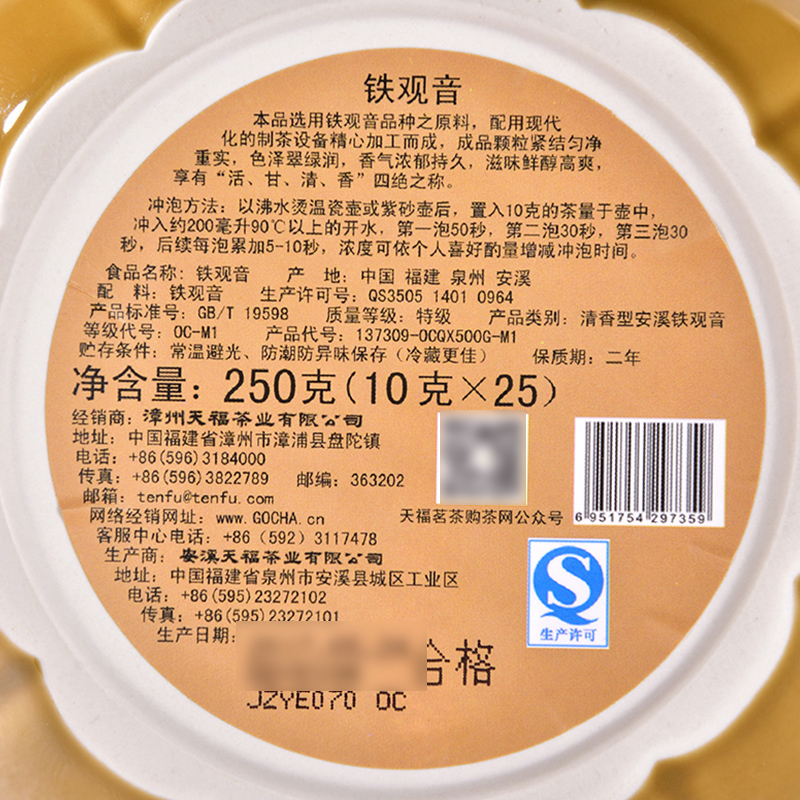 铁观音
本品选用铁观音品种之原料，配用现代
化的制茶设备精心加工而成，成品颗粒紧结匀净
重实，色泽翠绿润，香气浓郁持久，滋味鲜醇高爽，
享有“活、甘、清、香”四绝之称。
冲泡方法：以沸水烫温瓷壶或紫砂壶后，置入10克的茶量于壶中，
冲入约200毫升90℃以上的开水，第一泡50秒，第二泡30秒，第三泡30
秒，后续每泡累加5-10秒，浓度可依个人喜好酌量增减冲泡时间。
食品名称：铁观音 产 地：中国 福建 泉州 安溪
配 料：铁观音 生产许可号：QS3505 1401 0964
产品标准号：GB/T 19598 质量等级：特级 产品类别：清香型安溪铁观音
等级代号：OC-M1 产品代号：137309-OCQX500G-M1
贮存条件：常温避光、防潮防异味保存（冷藏更佳） 保质期：二年
净含量：250克（10克×25）
经销商：漳州天福茶业有限公司
地址：中国福建省漳州市漳浦县盘陀镇
电话：+86(596)3184000
传真：+86(596)3822789 邮编：363202
邮箱：tenfu@tenfu.com
网络经销网址：www.GOCHA.cn
客服中心电话：+86（592）3117478
生产商：安溪天福茶业有限公司
地址：中国福建省泉州市安溪县城区工业区
电话：+86(595)23272102
传真：+86(595)23272101
生产日期：
合格
JZYE070 OC
天福茗茶购茶网公众号
6 951754 297359
生产许可